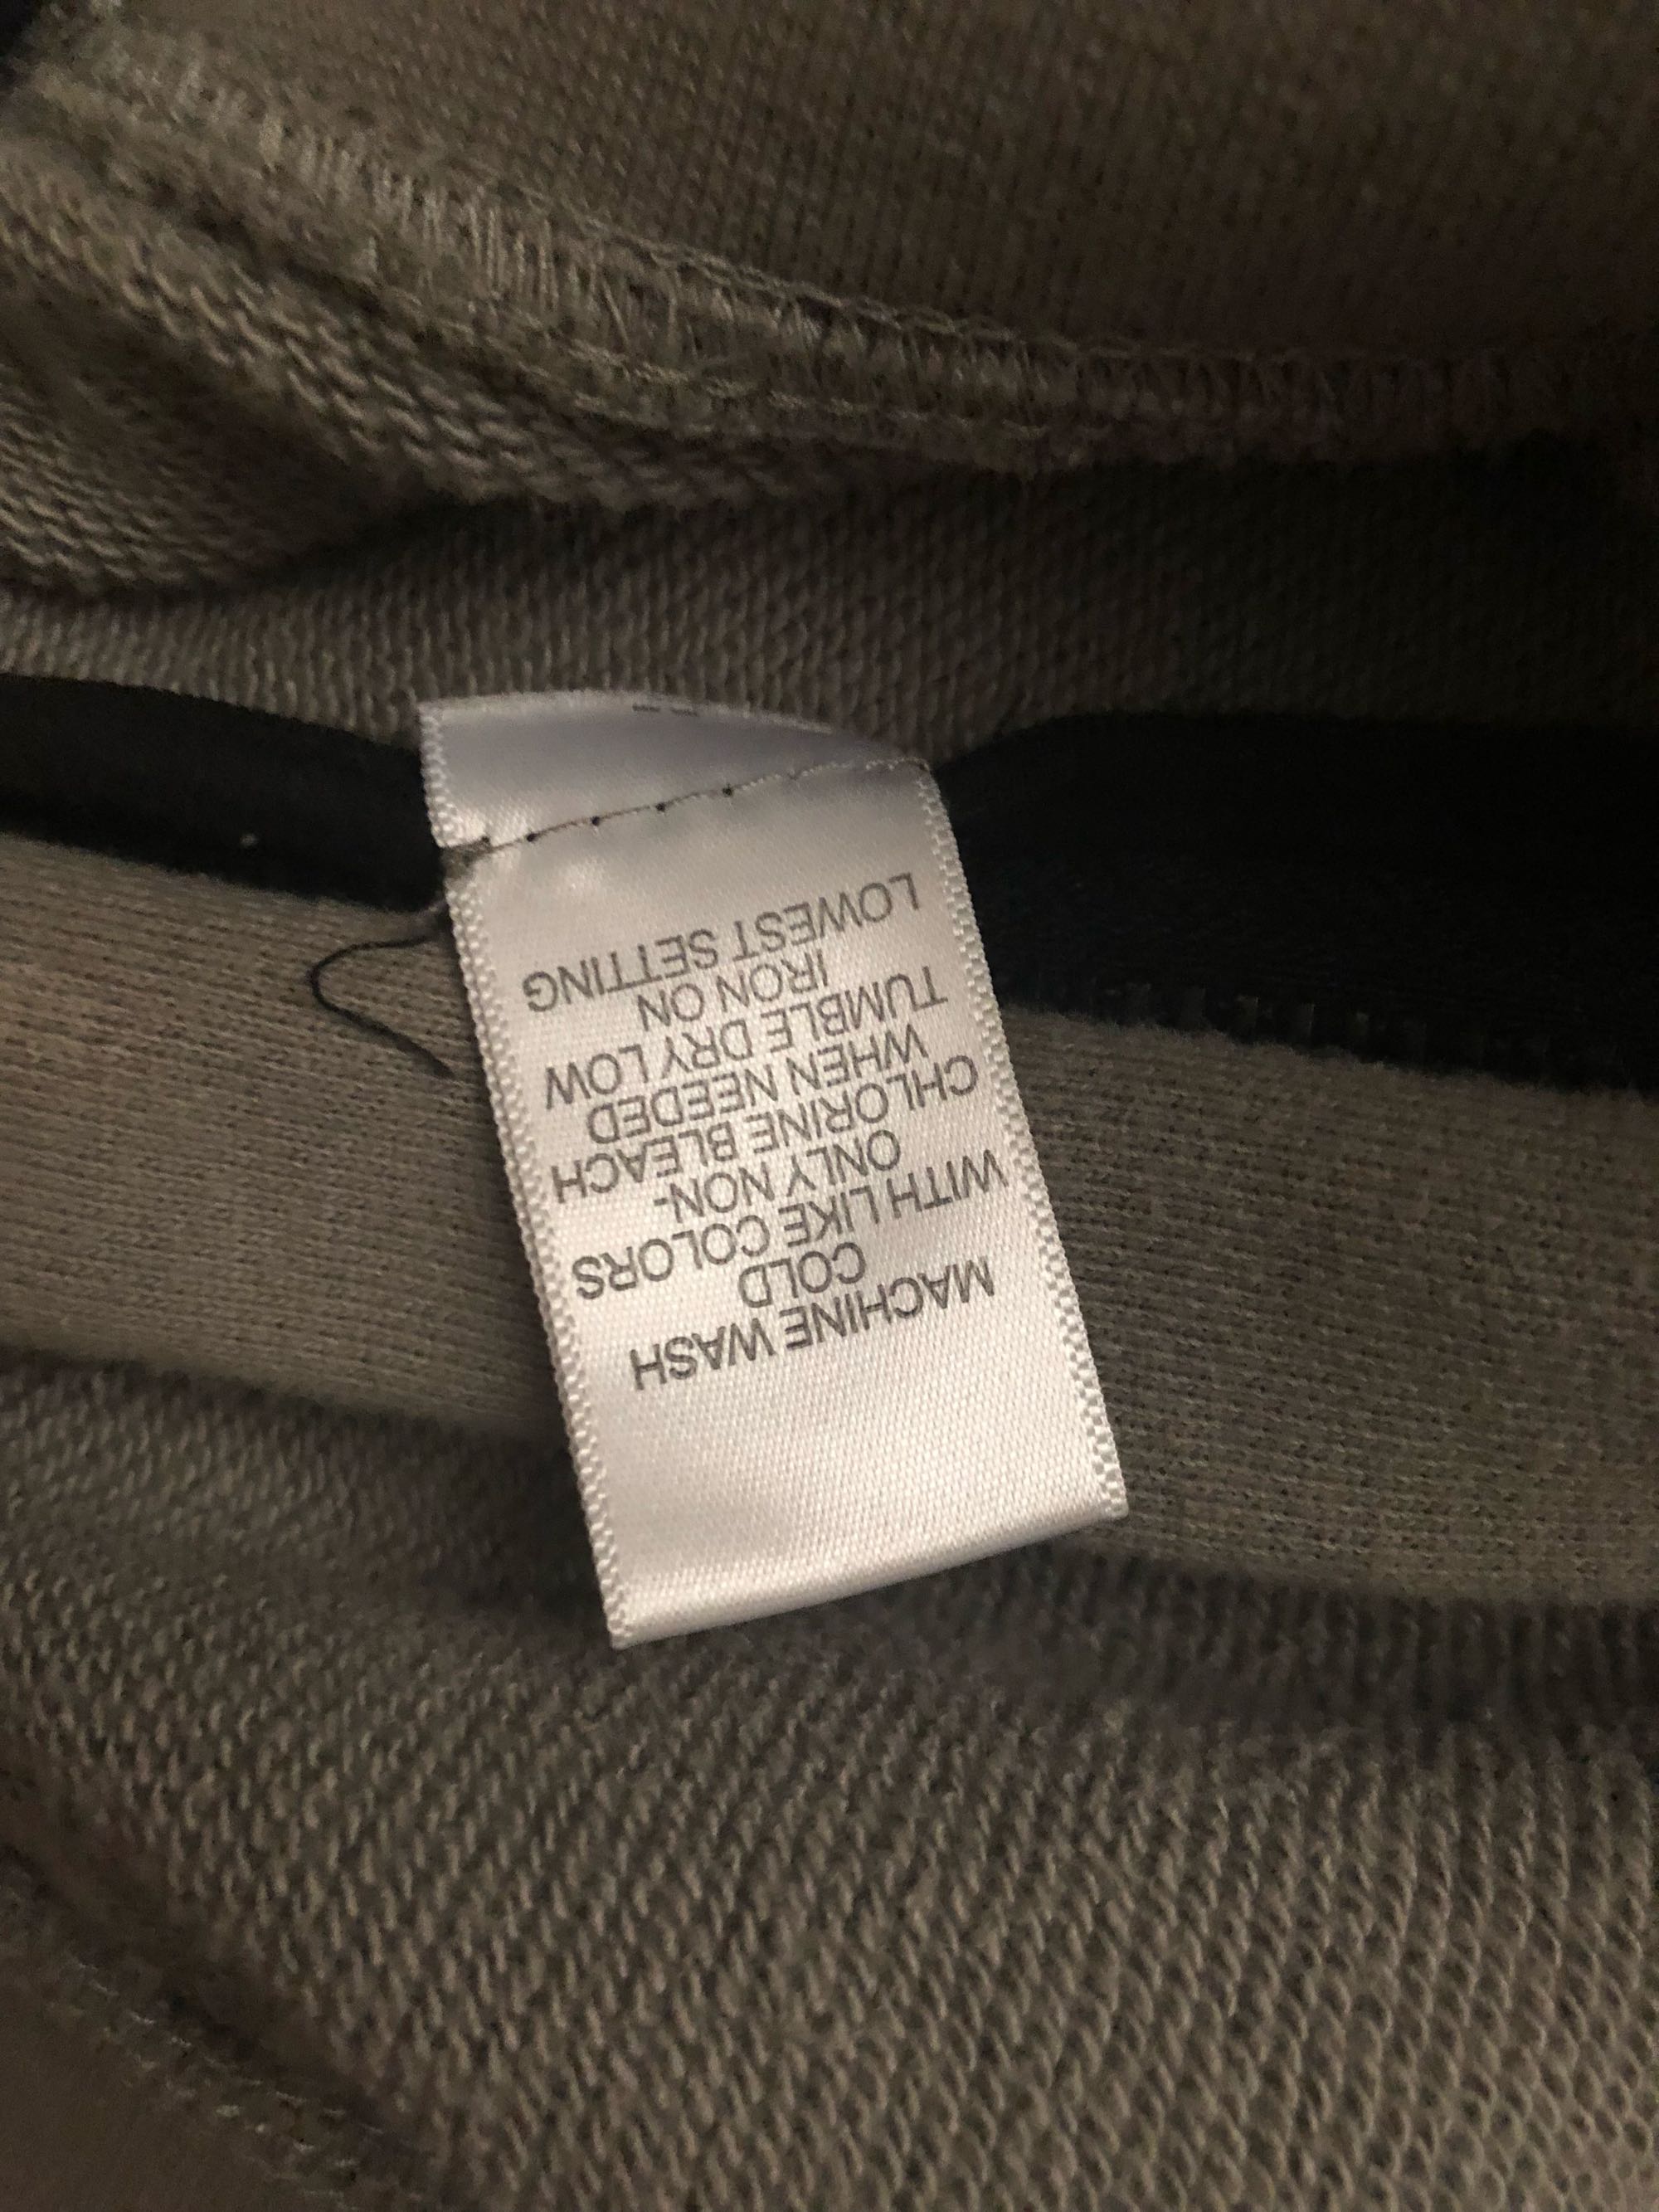 MACHINE WASH
COLD
WITH LIKE COLORS
ONLY NON-
CHLORINE BLEACH
WHEN NEEDED
TUMBLE DRY LOW
IRON ON
LOWEST SETTING